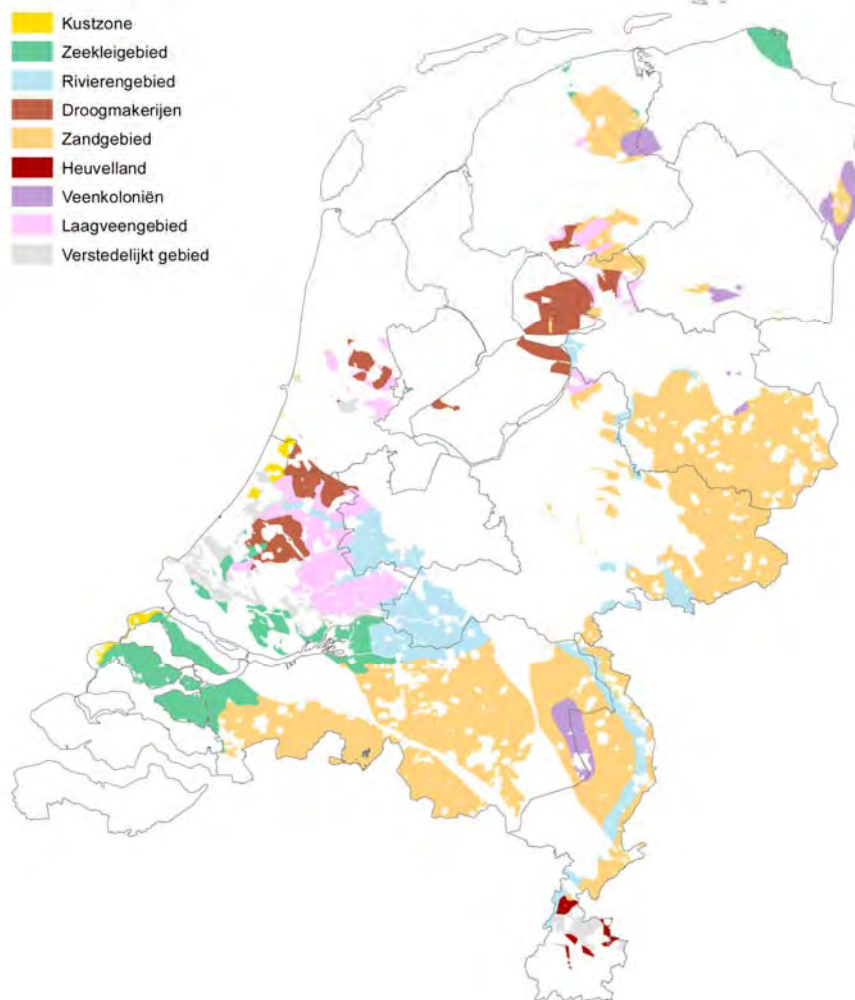 Kustzone
Zeekleigebied
Rivierengebied
Droogmakerijen
Zandgebied
Heuvelland
Veenkoloniën
Laagveengebied
Verstedelijkt gebied